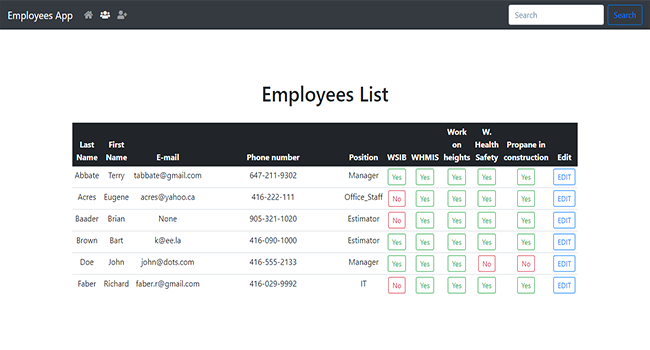 Employees App Search Search
Employees List
Last Name First Name E-mail Phone number Position WSIB WHMIS Work on heights W. Health Safety Propane in construction Edit
Abbate Terry tabbate@gmail.com 647-211-9302 Manager Yes Yes Yes Yes Yes EDIT
Acres Eugene acres@yahoo.ca 416-222-111 Office_Staff No Yes Yes Yes Yes EDIT
Baader Brian None 905-321-1020 Estimator No Yes Yes Yes Yes EDIT
Brown Bart k@ee.la 416-090-1000 Estimator Yes Yes Yes Yes Yes EDIT
Doe John john@dots.com 416-555-2133 Manager Yes Yes Yes No No EDIT
Faber Richard faber.r@gmail.com 416-029-9992 IT No Yes Yes Yes Yes EDIT